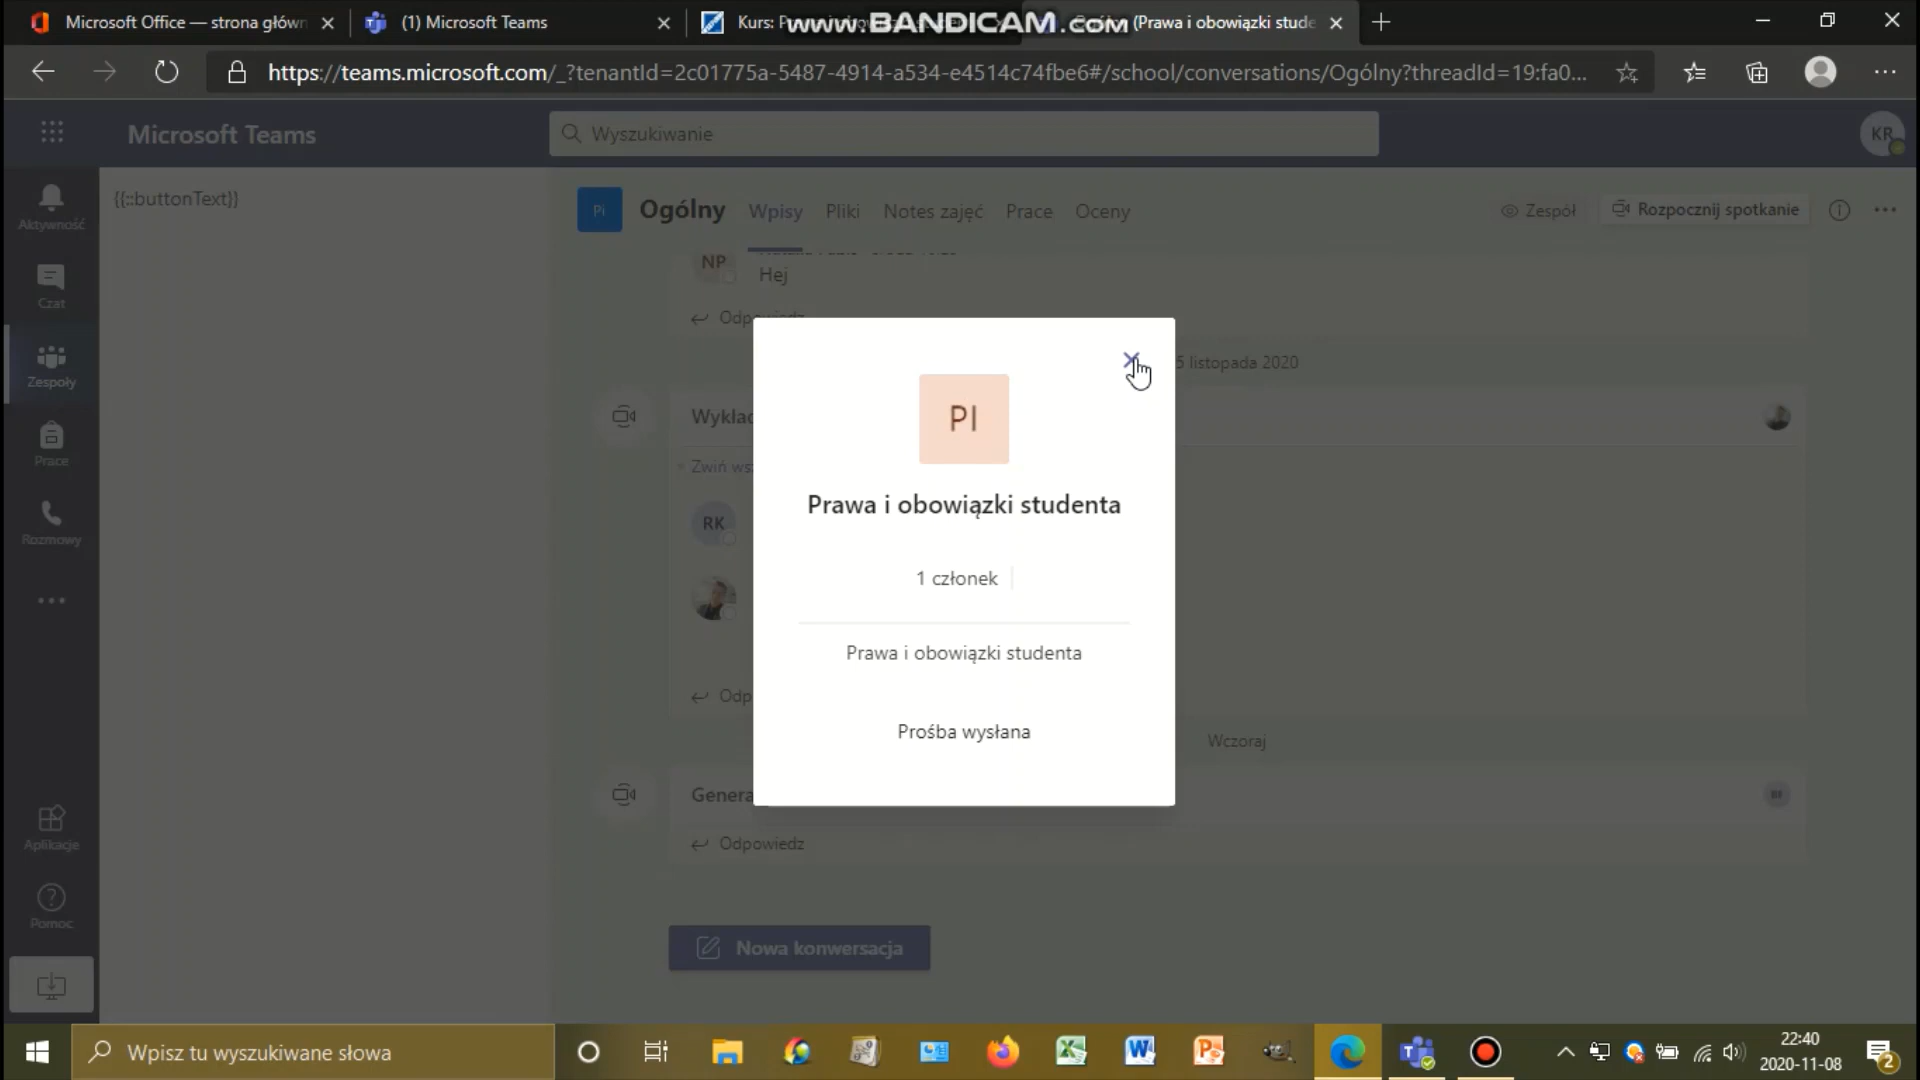 Microsoft Office — strona główn
(1) Microsoft Teams
Kurs: P
www.BANDICAM.com
(Prawa i obowiązki stude
https://teams.microsoft.com/_?tenantId=2c01775a-5487-4914-a534-e4514c74fbe6#/school/conversations/Ogólny?threadId=19:fa0...
Microsoft Teams
Wyszukiwanie
KR
Aktywność
Czat
Zespoły
Prace
Rozmowy
Aplikacje
Pomoc
{{::buttonText}}
Pi
Ogólny
Wpisy
Pliki
Notes zajęć
Prace
Oceny
Zespół
Rozpocznij spotkanie
NP
Hej
Odpowiedz
5 listopada 2020
Wykład
Zwiń ws
RK
Odp
Wczoraj
Genera
Odpowiedz
Nowa konwersacja
PI
Prawa i obowiązki studenta
1 członek
Prawa i obowiązki studenta
Prośba wysłana
Wpisz tu wyszukiwane słowa
22:40
2020-11-08
2